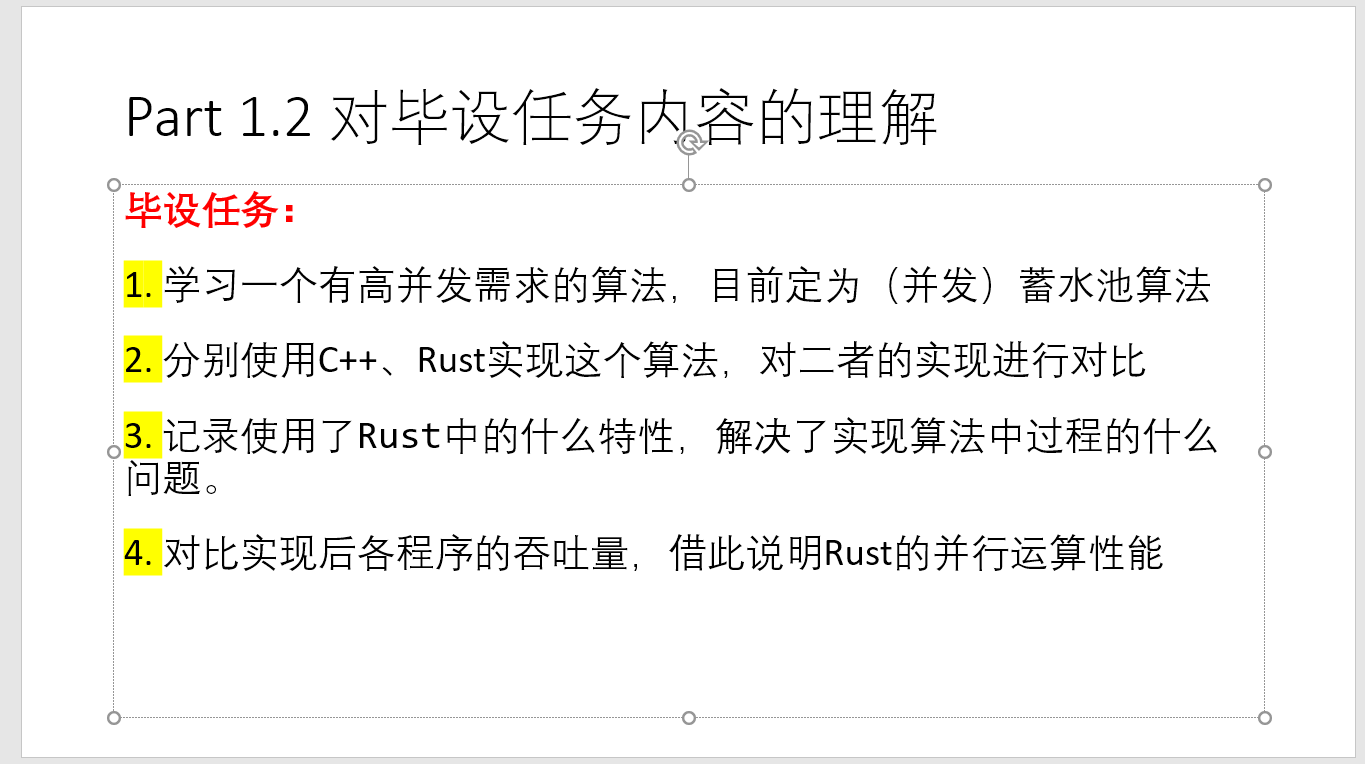 Part 1.2 对毕设任务内容的理解
毕设任务：
1. 学习一个有高并发需求的算法，目前定为（并发）蓄水池算法
2. 分别使用C++、Rust实现这个算法，对二者的实现进行对比
3. 记录使用了Rust中的什么特性，解决了实现算法中过程的什么
问题。
4. 对比实现后各程序的吞吐量，借此说明Rust的并行运算性能